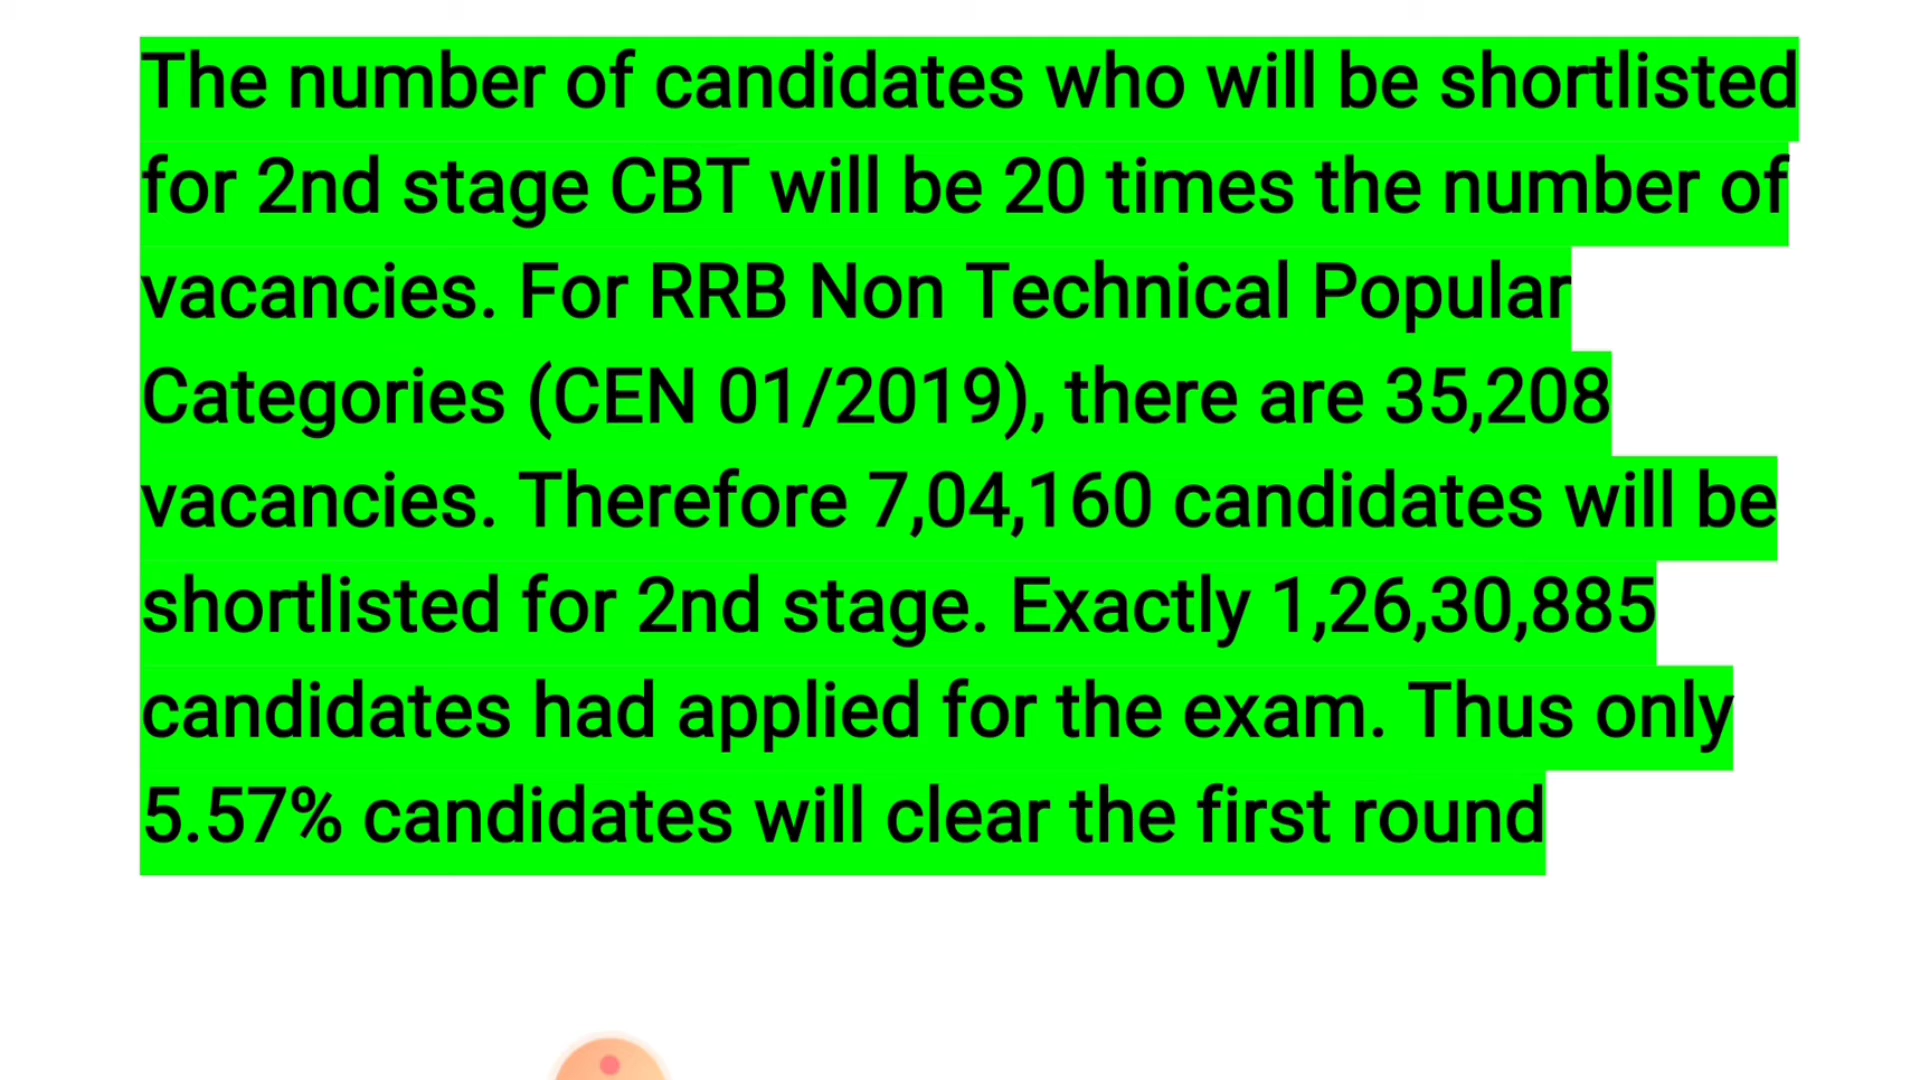 The number of candidates who will be shortlisted
for 2nd stage CBT will be 20 times the number of
vacancies. For RRB Non Technical Popular
Categories (CEN 01/2019), there are 35,208
vacancies. Therefore 7,04,160 candidates will be
shortlisted for 2nd stage. Exactly 1,26,30,885
candidates had applied for the exam. Thus only
5.57% candidates will clear the first round